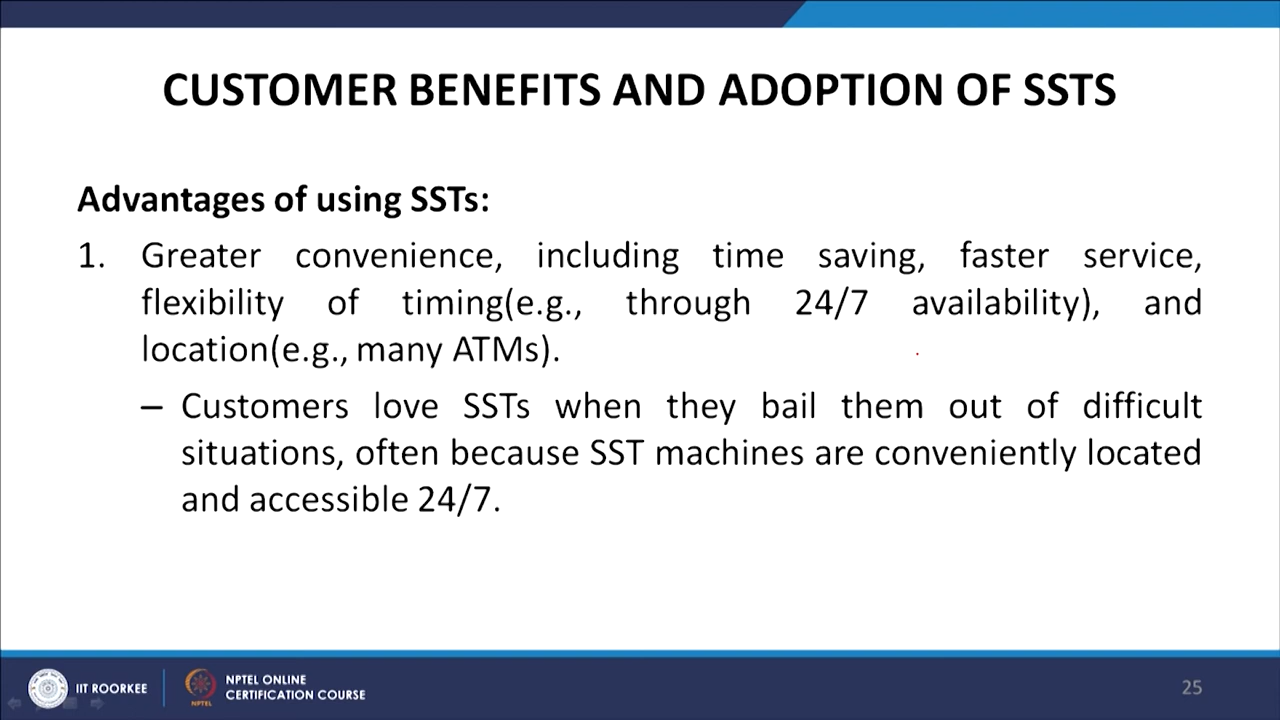 CUSTOMER BENEFITS AND ADOPTION OF SSTS
Advantages of using SSTs:
1. Greater convenience, including time saving, faster service,
flexibility of timing(e.g., through 24/7 availability), and
location(e.g., many ATMs).
– Customers love SSTs when they bail them out of difficult
situations, often because SST machines are conveniently located
and accessible 24/7.
IIT ROORKEE
NPTEL
NPTEL ONLINE
CERTIFICATION COURSE
25